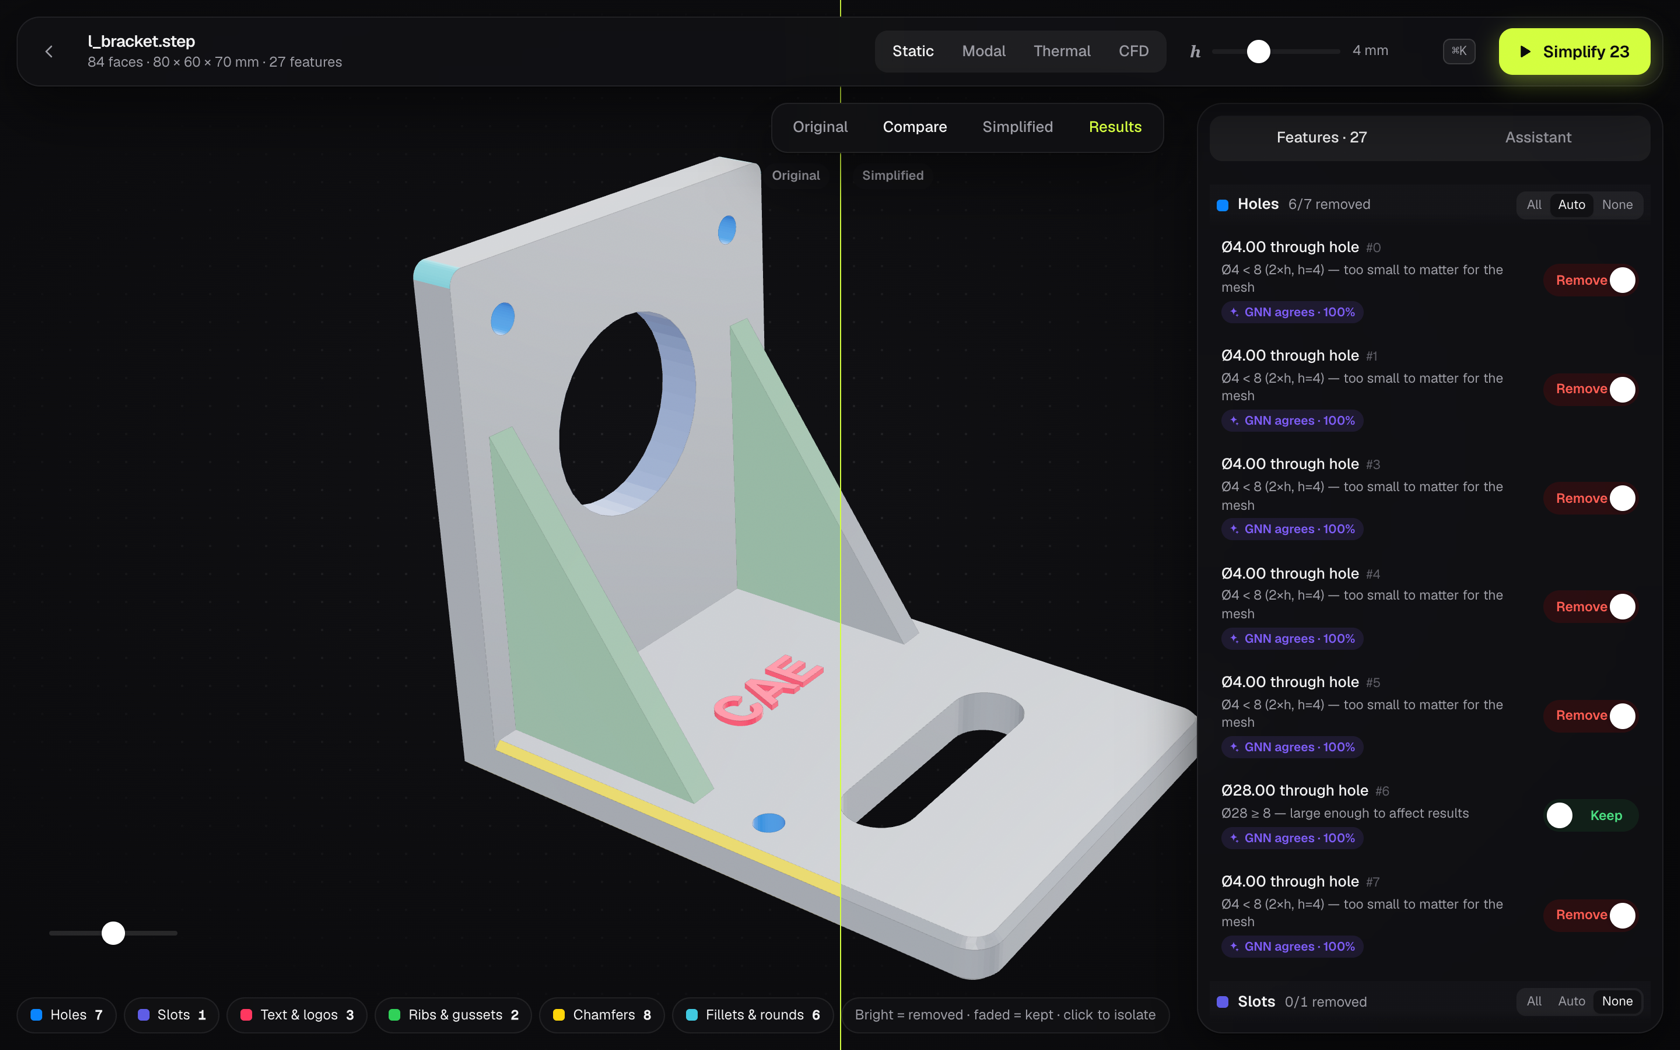 l_bracket.step
84 faces · 80 × 60 × 70 mm · 27 features
Static Modal Thermal CFD
h 4 mm
⌘K
Simplify 23
Original Compare Simplified Results
Original Simplified
CAE
Features · 27 Assistant
Holes 6/7 removed All Auto None
Ø4.00 through hole #0
Ø4 < 8 (2×h, h=4) — too small to matter for the
mesh
Remove
GNN agrees · 100%
Ø4.00 through hole #1
Ø4 < 8 (2×h, h=4) — too small to matter for the
mesh
Remove
GNN agrees · 100%
Ø4.00 through hole #3
Ø4 < 8 (2×h, h=4) — too small to matter for the
mesh
Remove
GNN agrees · 100%
Ø4.00 through hole #4
Ø4 < 8 (2×h, h=4) — too small to matter for the
mesh
Remove
GNN agrees · 100%
Ø4.00 through hole #5
Ø4 < 8 (2×h, h=4) — too small to matter for the
mesh
Remove
GNN agrees · 100%
Ø28.00 through hole #6
Ø28 ≥ 8 — large enough to affect results
Keep
GNN agrees · 100%
Ø4.00 through hole #7
Ø4 < 8 (2×h, h=4) — too small to matter for the
mesh
Remove
GNN agrees · 100%
Slots 0/1 removed All Auto None
Holes 7 Slots 1 Text & logos 3 Ribs & gussets 2 Chamfers 8 Fillets & rounds 6 Bright = removed · faded = kept · click to isolate